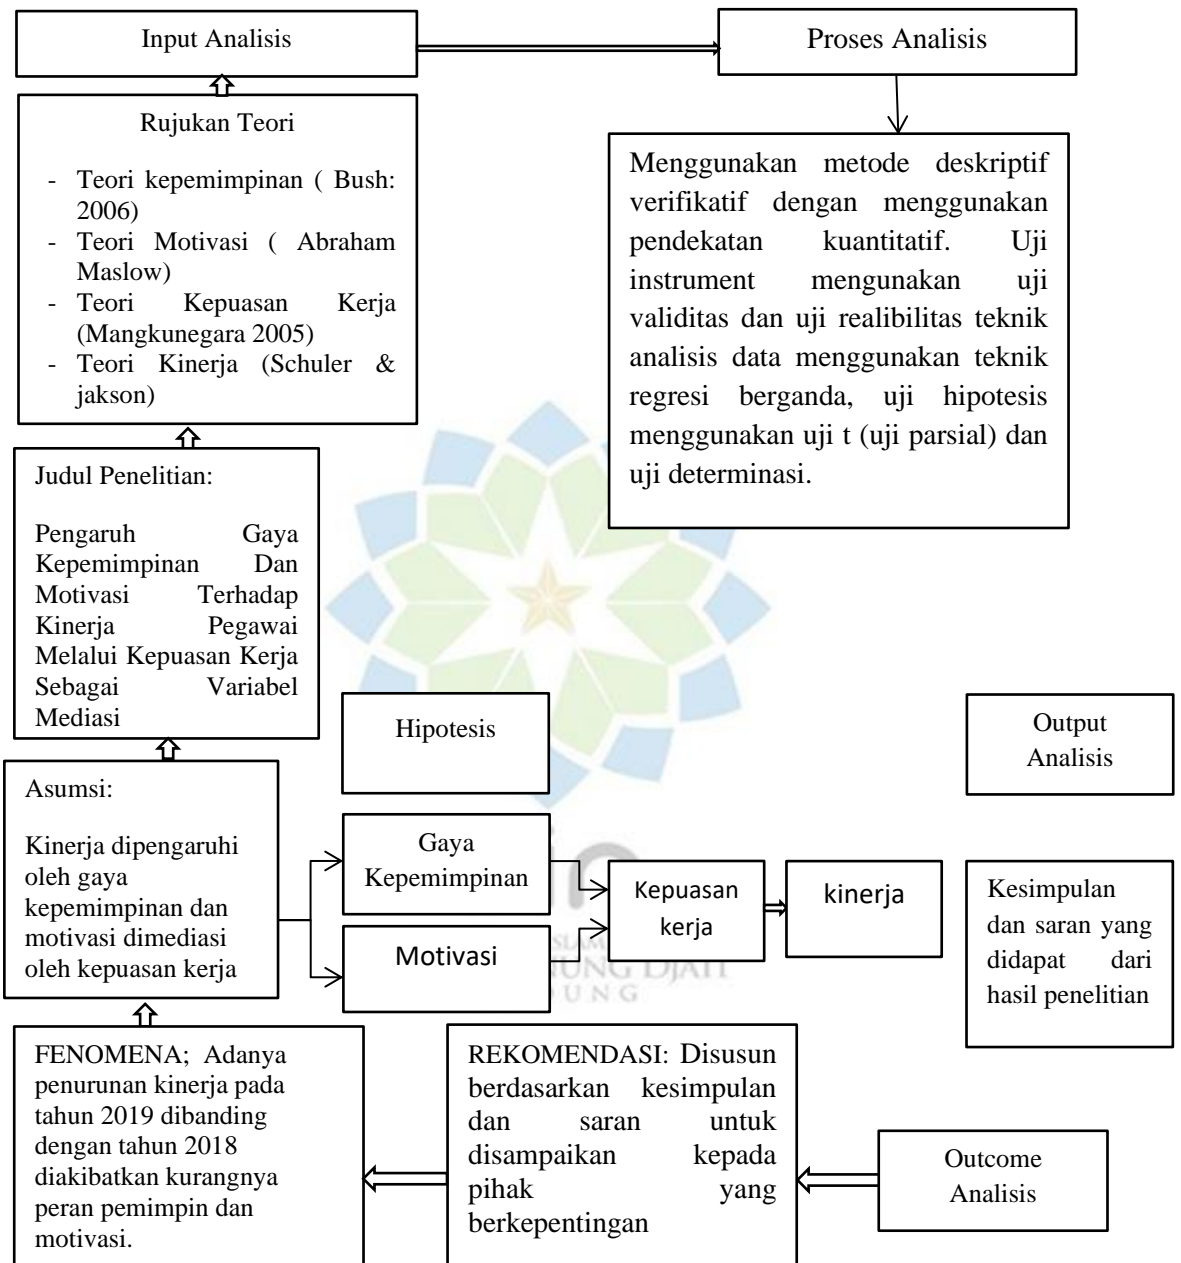 Input Analisis
Proses Analisis
Rujukan Teori
- Teori kepemimpinan ( Bush:
2006)
- Teori Motivasi ( Abraham
Maslow)
- Teori Kepuasan Kerja
(Mangkunegara 2005)
- Teori Kinerja (Schuler &
jakson)
Menggunakan metode deskriptif
verifikatif dengan menggunakan
pendekatan kuantitatif. Uji
instrument mengunakan uji
validitas dan uji realibilitas teknik
analisis data menggunakan teknik
regresi berganda, uji hipotesis
menggunakan uji t (uji parsial) dan
uji determinasi.
Judul Penelitian:
Pengaruh Gaya
Kepemimpinan Dan
Motivasi Terhadap
Kinerja Pegawai
Melalui Kepuasan Kerja
Sebagai Variabel
Mediasi
Hipotesis
Output
Analisis
Asumsi:
Kinerja dipengaruhi
oleh gaya
kepemimpinan dan
motivasi dimediasi
oleh kepuasan kerja
Gaya
Kepemimpinan
Motivasi
Kepuasan
kerja
kinerja
Kesimpulan
dan saran yang
didapat dari
hasil penelitian
DJATI
FENOMENA; Adanya
penurunan kinerja pada
tahun 2019 dibanding
dengan tahun 2018
diakibatkan kurangnya
peran pemimpin dan
motivasi.
REKOMENDASI: Disusun
berdasarkan kesimpulan
dan saran untuk
disampaikan kepada
pihak yang
berkepentingan
Outcome
Analisis